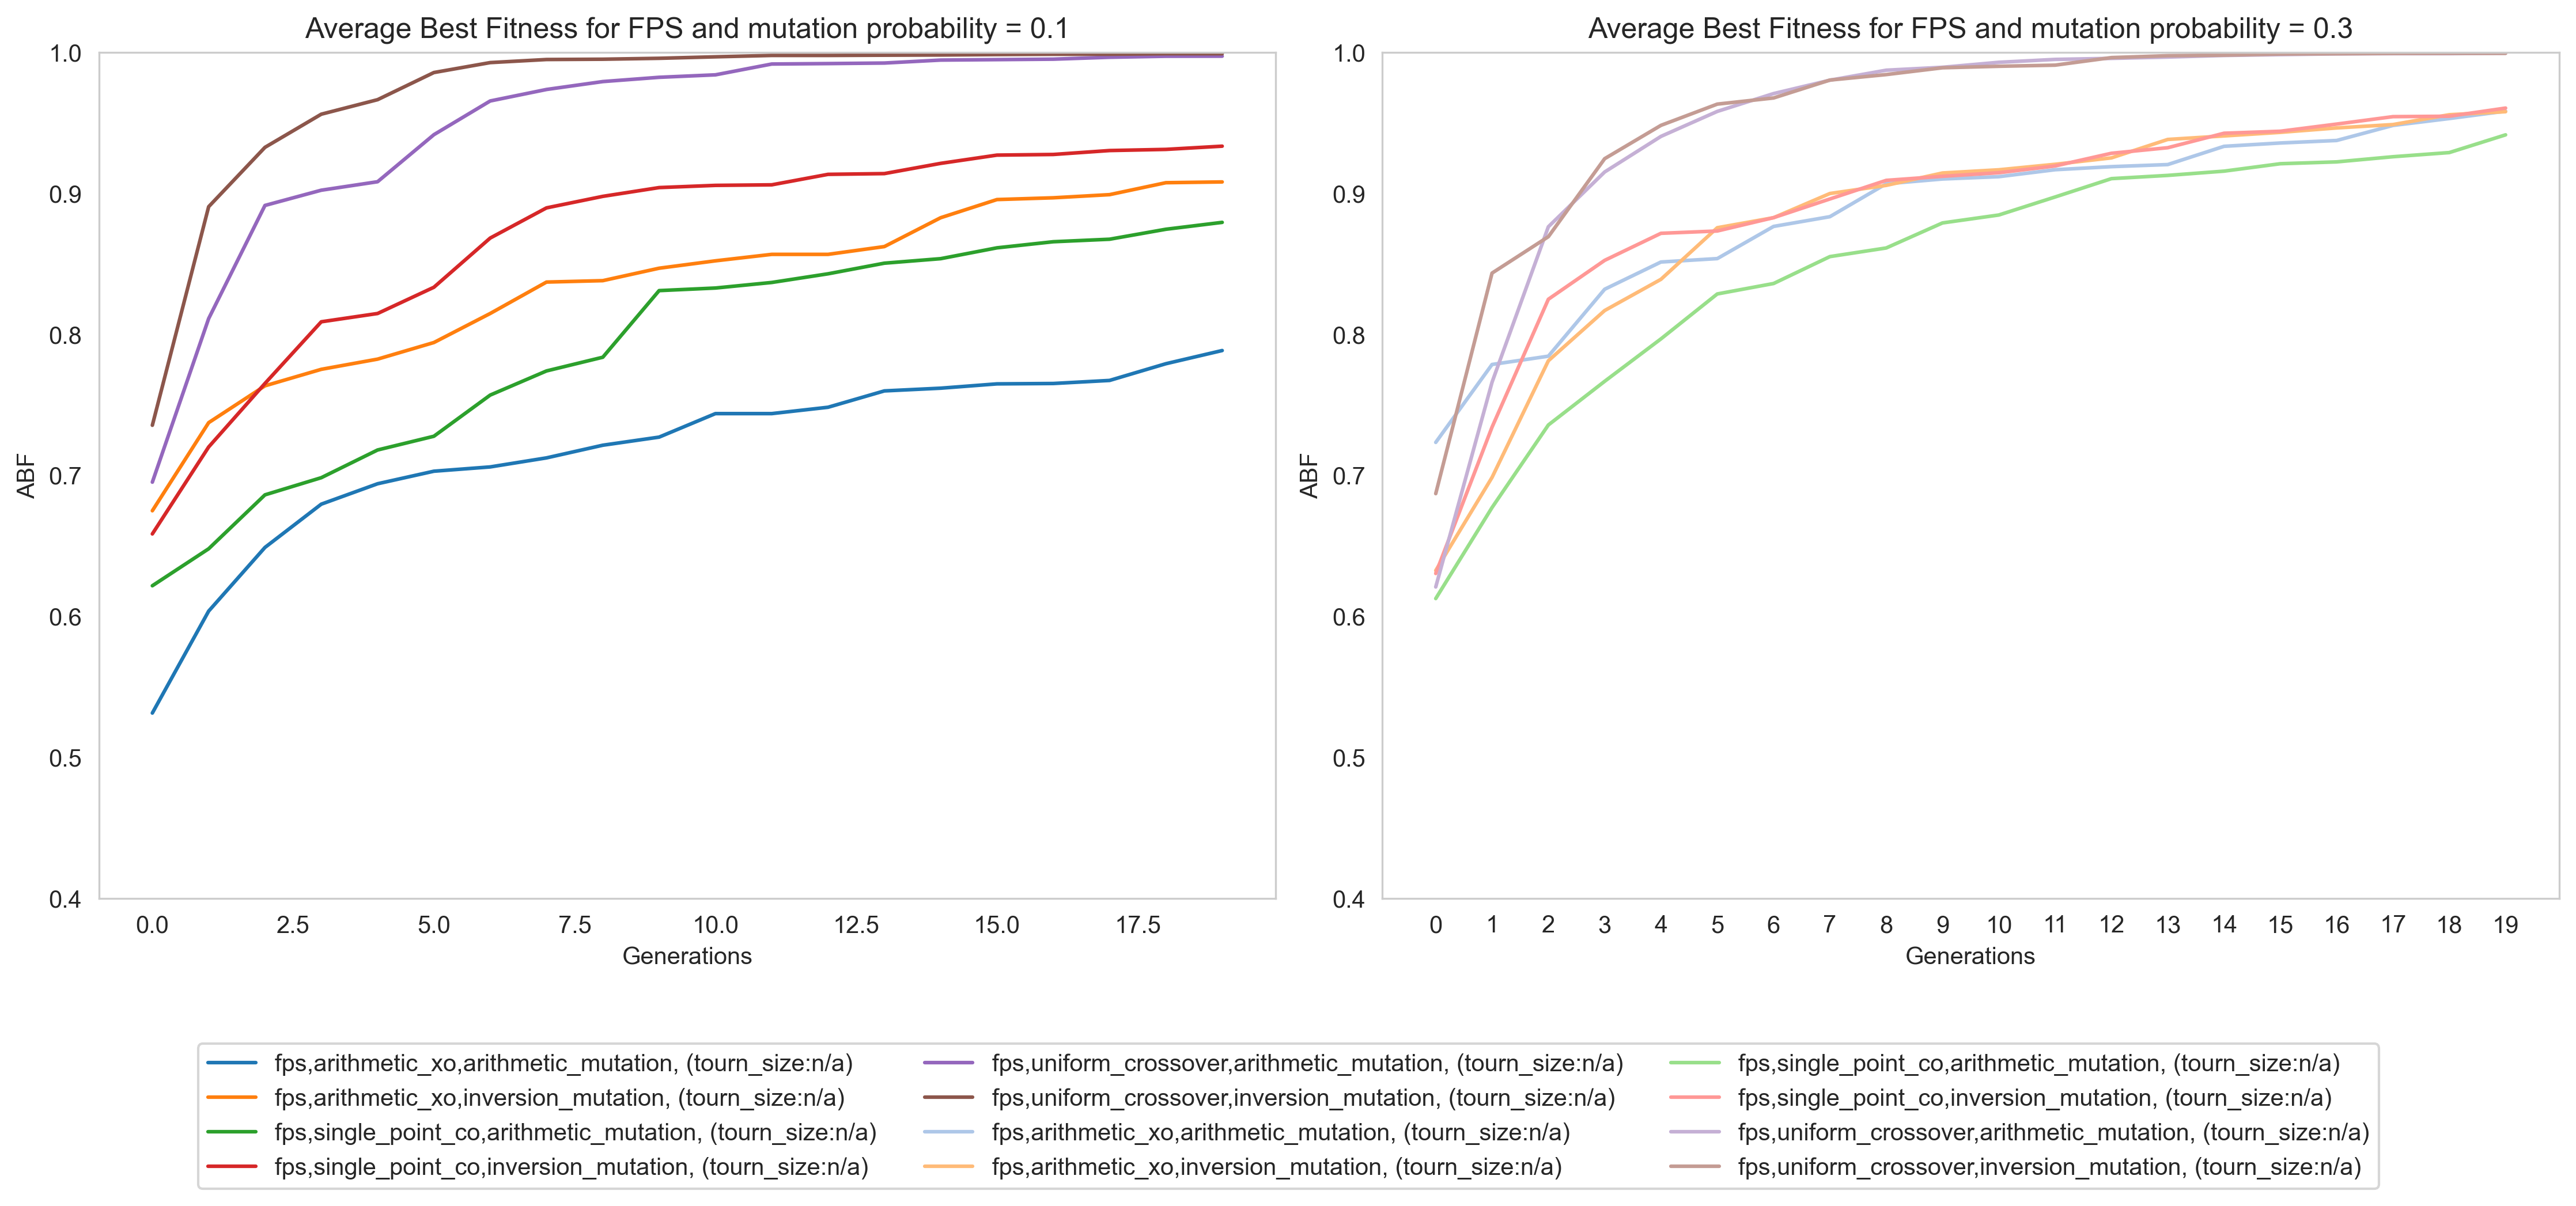 Average Best Fitness for FPS and mutation probability = 0.1
1.0
0.9
0.8
0.7
0.6
0.5
0.4
ABF
0.0 2.5 5.0 7.5 10.0 12.5 15.0 17.5
Generations
Average Best Fitness for FPS and mutation probability = 0.3
1.0
0.9
0.8
0.7
0.6
0.5
0.4
ABF
0 1 2 3 4 5 6 7 8 9 10 11 12 13 14 15 16 17 18 19
Generations
fps,arithmetic_xo,arithmetic_mutation, (tourn_size:n/a)
fps,arithmetic_xo,inversion_mutation, (tourn_size:n/a)
fps,single_point_co,arithmetic_mutation, (tourn_size:n/a)
fps,single_point_co,inversion_mutation, (tourn_size:n/a)
fps,uniform_crossover,arithmetic_mutation, (tourn_size:n/a)
fps,uniform_crossover,inversion_mutation, (tourn_size:n/a)
fps,arithmetic_xo,arithmetic_mutation, (tourn_size:n/a)
fps,arithmetic_xo,inversion_mutation, (tourn_size:n/a)
fps,single_point_co,arithmetic_mutation, (tourn_size:n/a)
fps,single_point_co,inversion_mutation, (tourn_size:n/a)
fps,uniform_crossover,arithmetic_mutation, (tourn_size:n/a)
fps,uniform_crossover,inversion_mutation, (tourn_size:n/a)